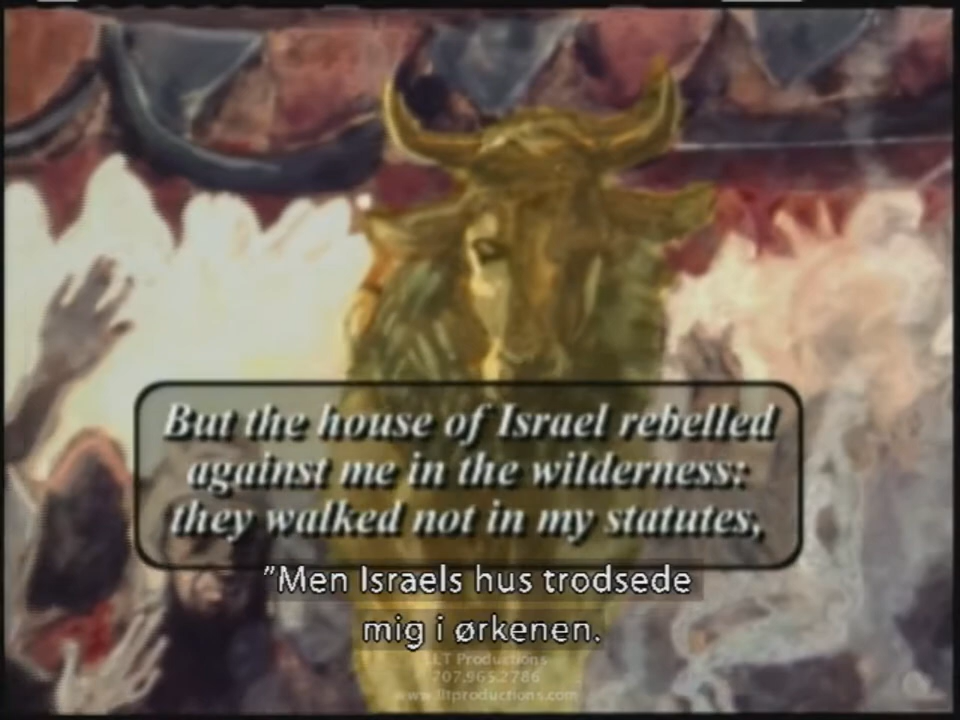 But the house of Israel rebelled
against me in the wilderness:
they walked not in my statutes,
"Men Israels hus trodsede
mig i ørkenen.
LLT Productions
707.965.2786
www.lltproductions.com